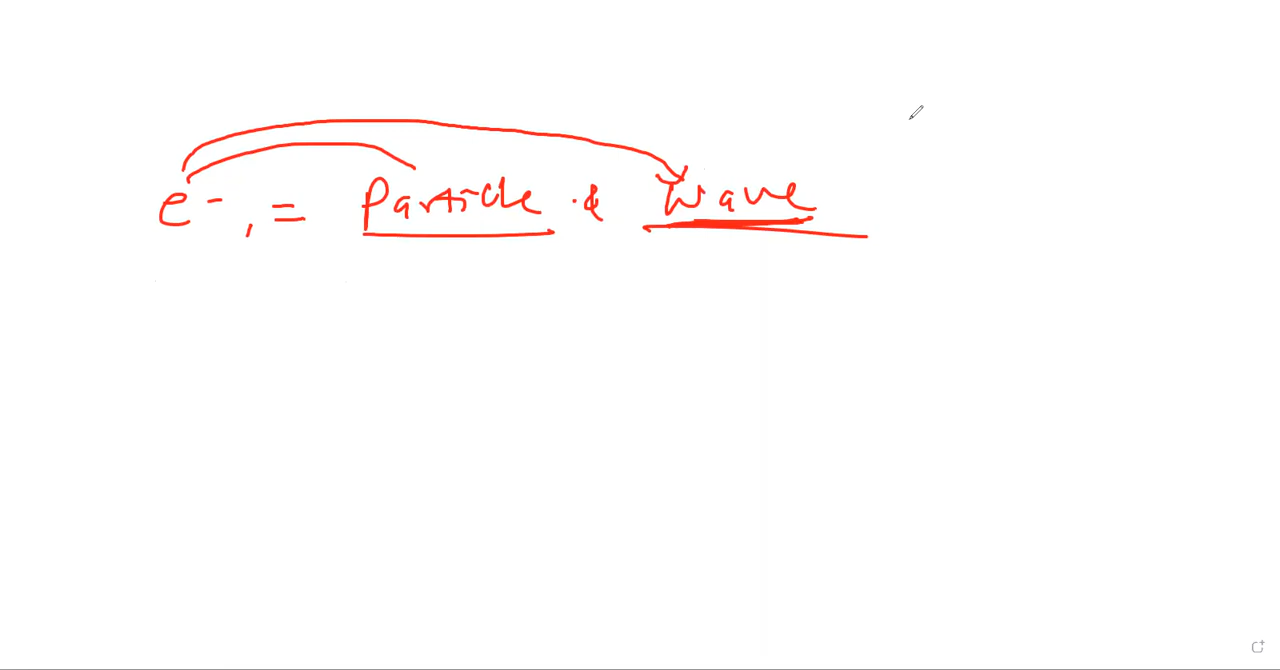 e-, = Particle & Wave